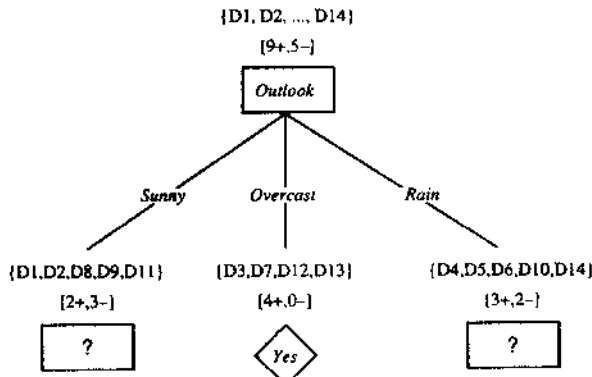 {D1, D2, ..., D14}
[9+,5−]
Outlook
Sunny Overcast Rain
{D1,D2,D8,D9,D11} {D3,D7,D12,D13} {D4,D5,D6,D10,D14}
[2+,3−] [4+,0−] [3+,2−]
? Yes ?